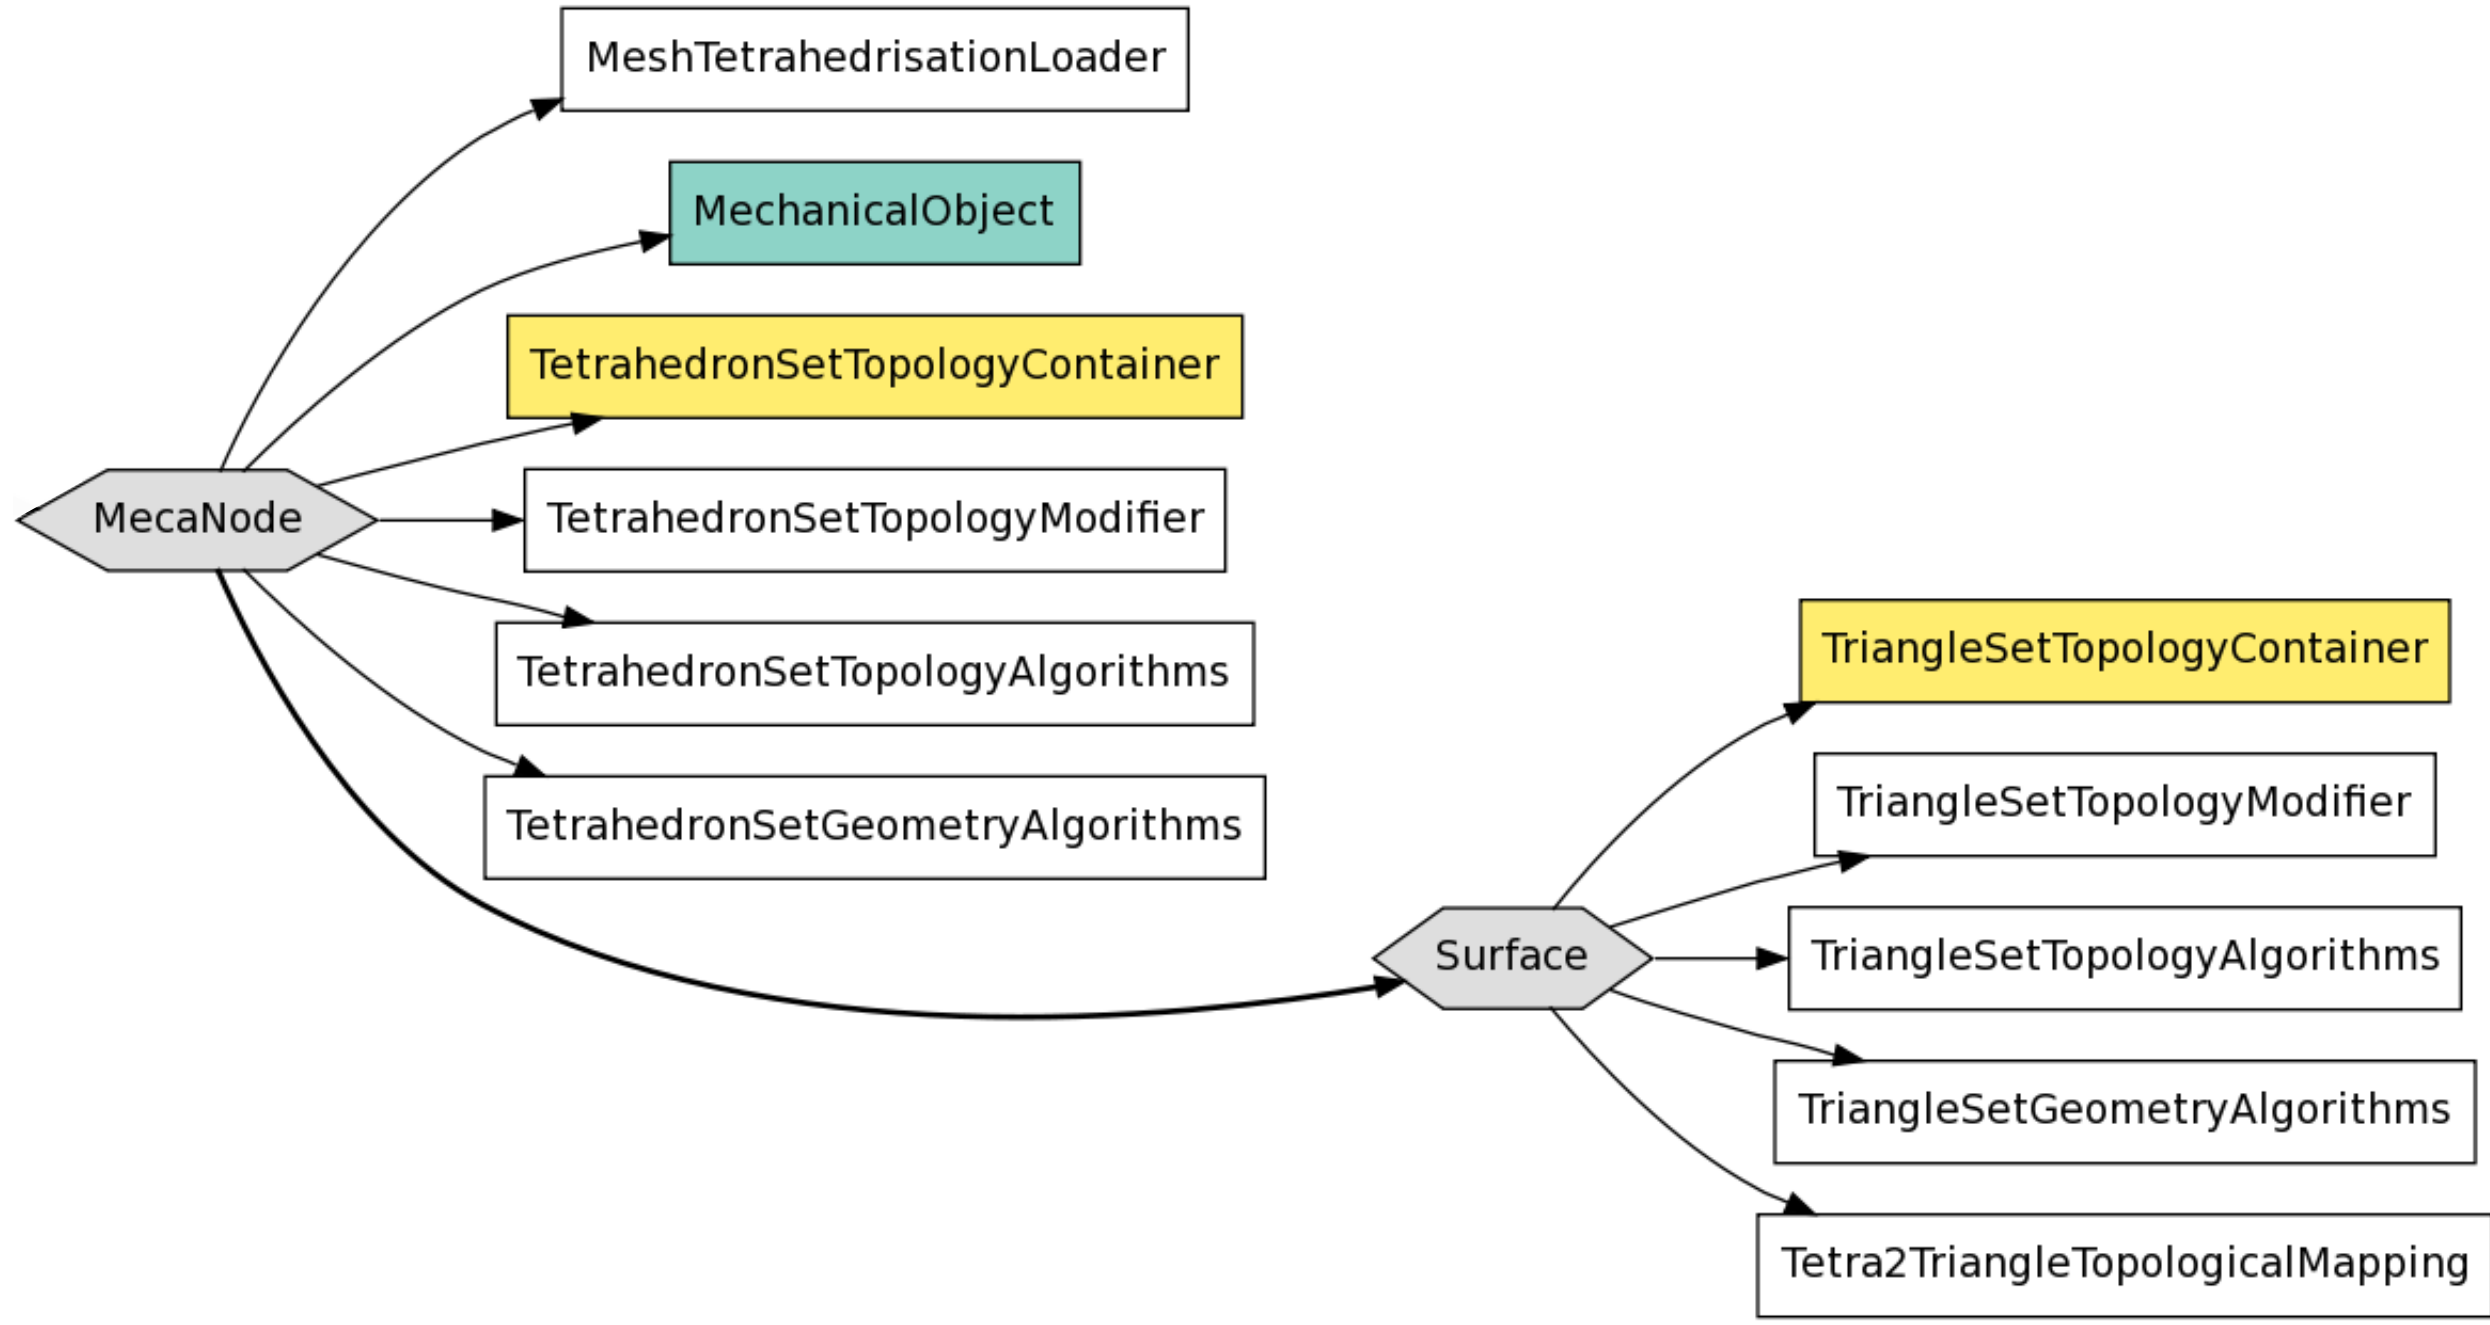 MeshTetrahedrisationLoader
MechanicalObject
TetrahedronSetTopologyContainer
MecaNode
TetrahedronSetTopologyModifier
TetrahedronSetTopologyAlgorithms
TetrahedronSetGeometryAlgorithms
Surface
TriangleSetTopologyContainer
TriangleSetTopologyModifier
TriangleSetTopologyAlgorithms
TriangleSetGeometryAlgorithms
Tetra2TriangleTopologicalMapping